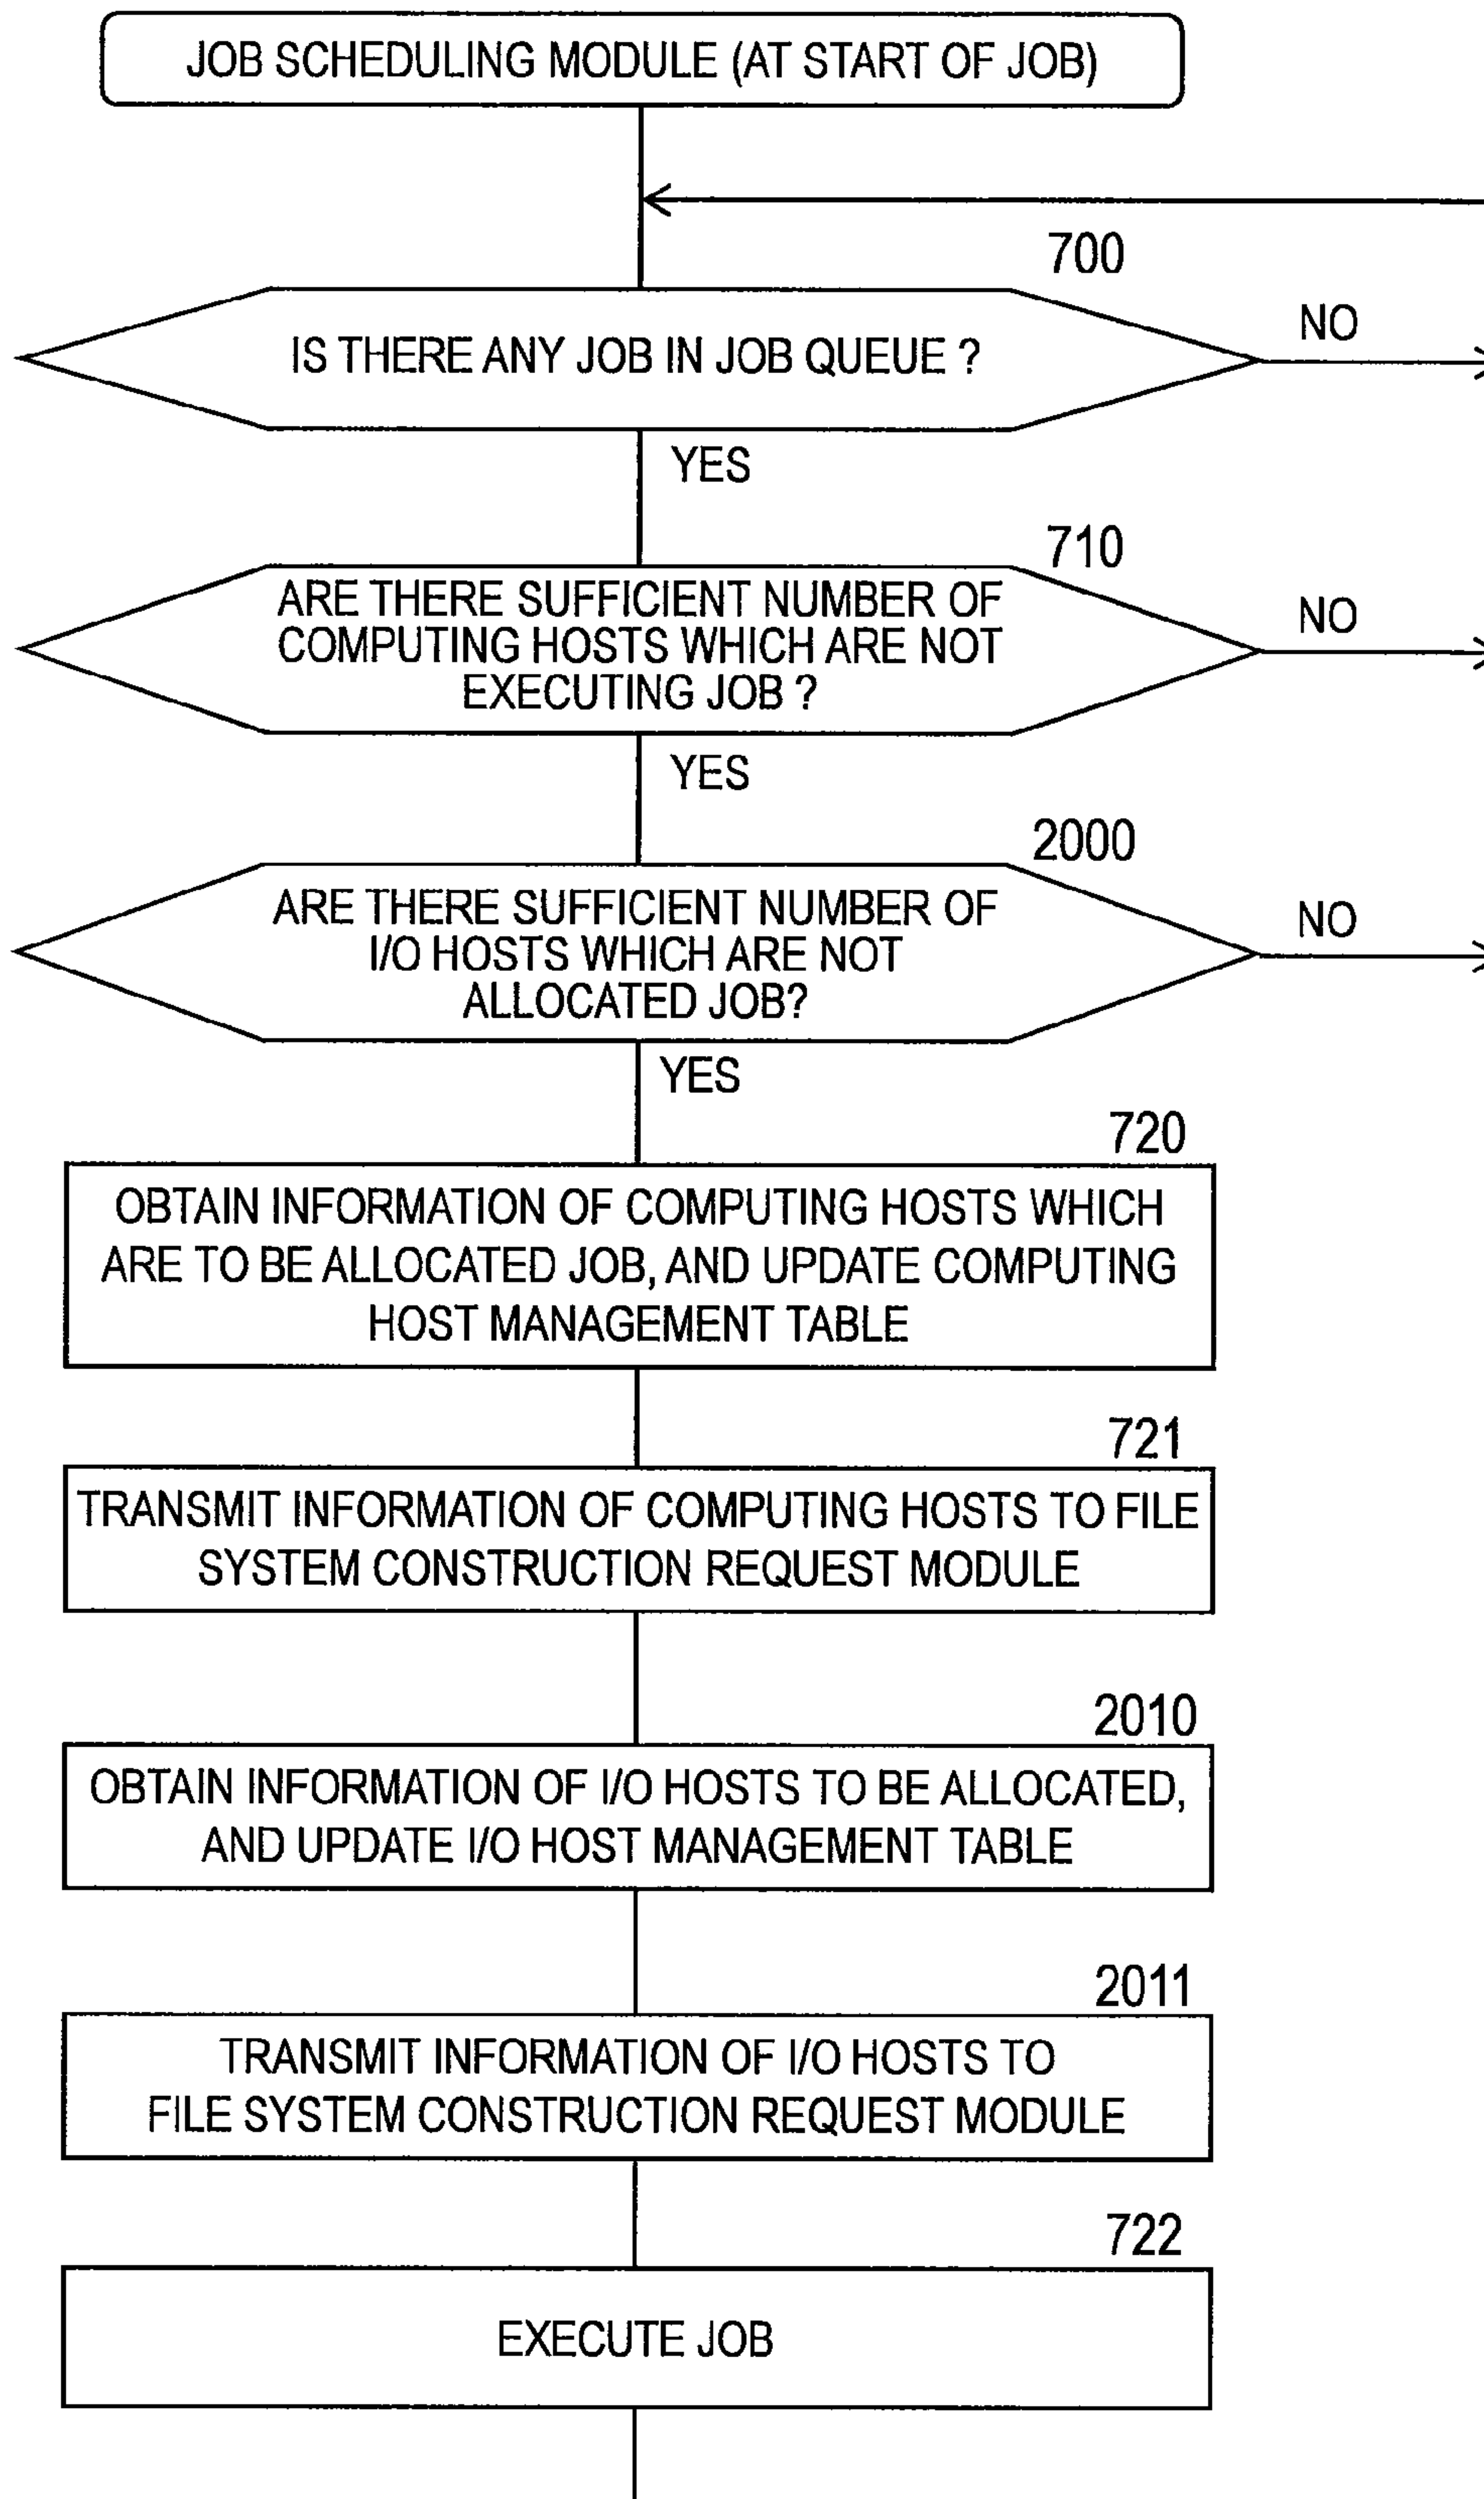 JOB SCHEDULING MODULE (AT START OF JOB)
700
IS THERE ANY JOB IN JOB QUEUE ?
NO
YES
710
ARE THERE SUFFICIENT NUMBER OF
COMPUTING HOSTS WHICH ARE NOT
EXECUTING JOB ?
NO
YES
2000
ARE THERE SUFFICIENT NUMBER OF
I/O HOSTS WHICH ARE NOT
ALLOCATED JOB?
NO
YES
720
OBTAIN INFORMATION OF COMPUTING HOSTS WHICH
ARE TO BE ALLOCATED JOB, AND UPDATE COMPUTING
HOST MANAGEMENT TABLE
721
TRANSMIT INFORMATION OF COMPUTING HOSTS TO FILE
SYSTEM CONSTRUCTION REQUEST MODULE
2010
OBTAIN INFORMATION OF I/O HOSTS TO BE ALLOCATED,
AND UPDATE I/O HOST MANAGEMENT TABLE
2011
TRANSMIT INFORMATION OF I/O HOSTS TO
FILE SYSTEM CONSTRUCTION REQUEST MODULE
722
EXECUTE JOB